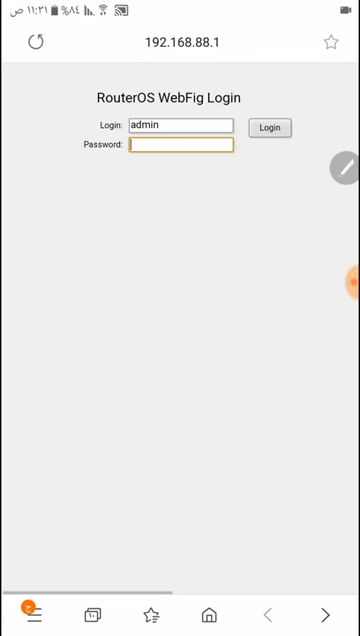 ١١:٣١ ص %٨٤
192.168.88.1
RouterOS WebFig Login
Login: admin Login
Password: